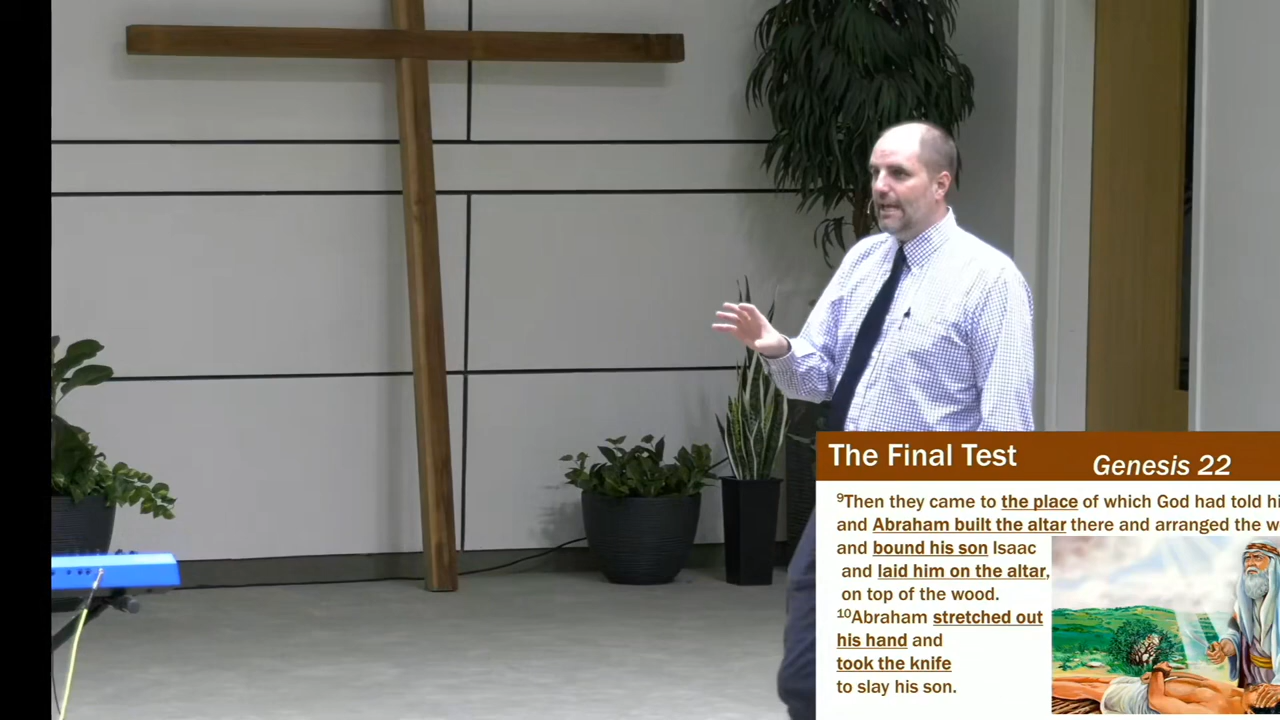 The Final Test
Genesis 22
⁹Then they came to the place of which God had told
and Abraham built the altar there and arranged the
and bound his son Isaac
and laid him on the altar,
on top of the wood.
¹⁰Abraham stretched out
his hand and
took the knife
to slay his son.